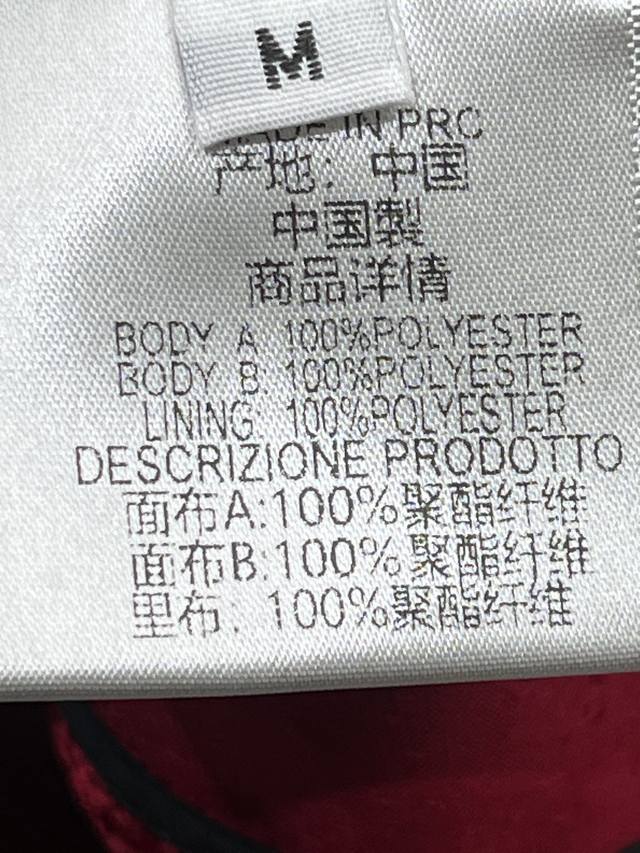 M
MADE IN PRC
产地：中国
中国製
商品详情
BODY A: 100%POLYESTER
BODY B: 100%POLYESTER
LINING: 100%POLYESTER
DESCRIZIONE PRODOTTO
面布A:100%聚酯纤维
面布B:100%聚酯纤维
里布：100%聚酯纤维